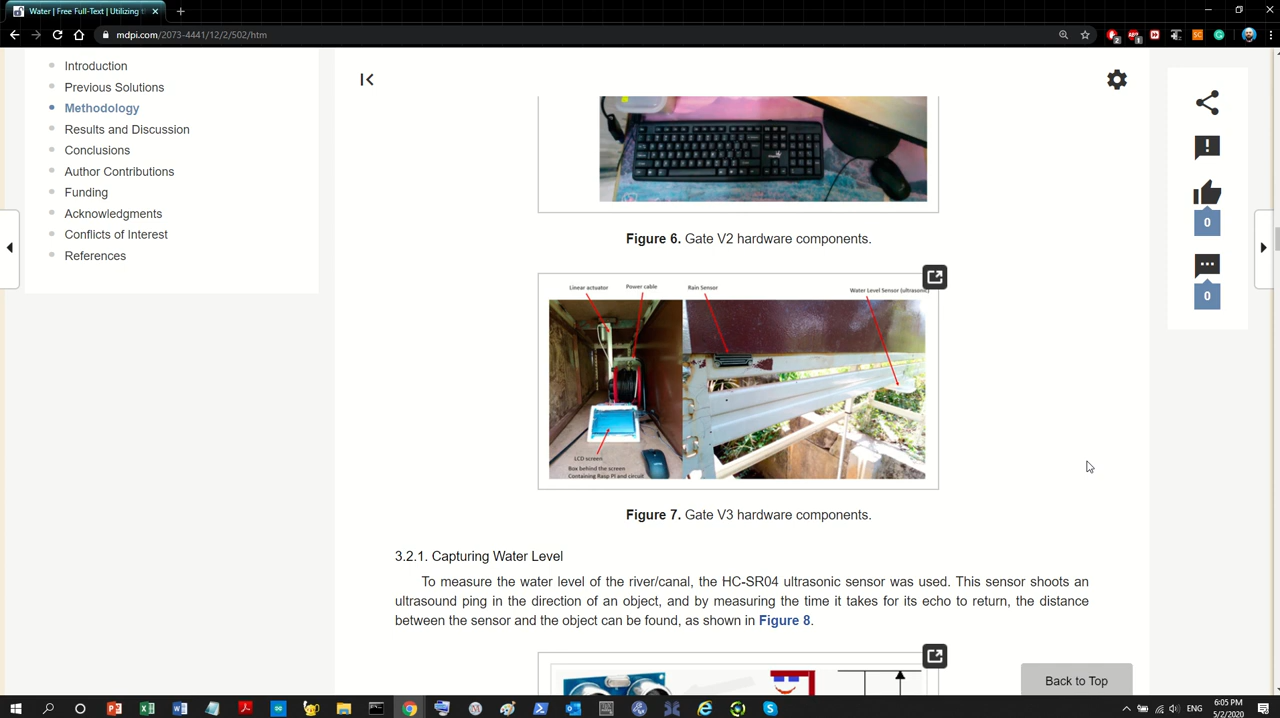 Water | Free Full-Text | Utilizing t
mdpi.com/2073-4441/12/2/502/htm
Introduction
Previous Solutions
Methodology
Results and Discussion
Conclusions
Author Contributions
Funding
Acknowledgments
Conflicts of Interest
References
Figure 6. Gate V2 hardware components.
Linear actuator
Power cable
Rain Sensor
Water Level Sensor (ultrasonic)
LCD screen
Box behind the screen
Containing Rasp PI and circuit
Figure 7. Gate V3 hardware components.
3.2.1. Capturing Water Level
To measure the water level of the river/canal, the HC-SR04 ultrasonic sensor was used. This sensor shoots an
ultrasound ping in the direction of an object, and by measuring the time it takes for its echo to return, the distance
between the sensor and the object can be found, as shown in Figure 8.
0
0
Back to Top
ENG
6:05 PM
5/2/2020